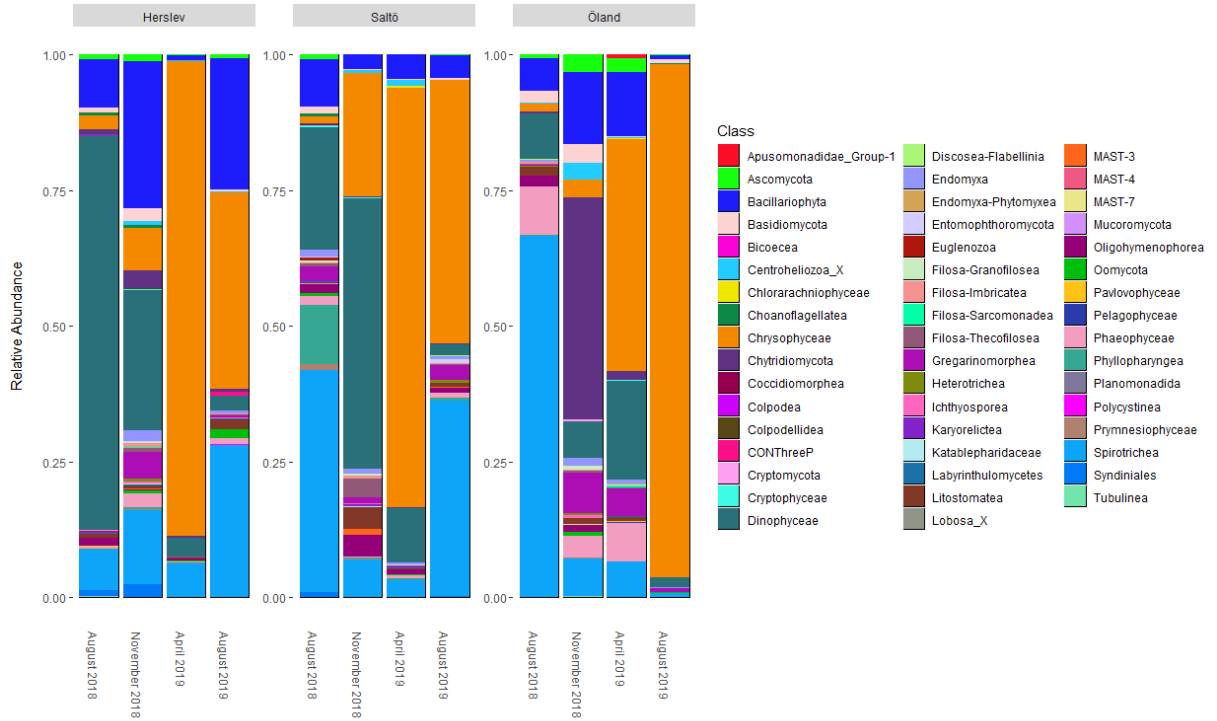 Herslev
Saltö
Öland
Relative Abundance
1.00
0.75
0.50
0.25
0.00
1.00
0.75
0.50
0.25
0.00
1.00
0.75
0.50
0.25
0.00
August 2018
November 2018
April 2019
August 2019
August 2018
November 2018
April 2019
August 2019
August 2018
November 2018
April 2019
August 2019
Class
Apusomonadidae_Group-1
Ascomycota
Bacillariophyta
Basidiomycota
Bicoecea
Centroheliozoa_X
Chlorarachniophyceae
Choanoflagellatea
Chrysophyceae
Chytridiomycota
Coccidiomorphea
Colpodea
Colpodellidea
CONThreeP
Cryptomycota
Cryptophyceae
Dinophyceae
Discosea-Flabellinia
Endomyxa
Endomyxa-Phytomyxea
Entomophthoromycota
Euglenozoa
Filosa-Granofilosea
Filosa-Imbricatea
Filosa-Sarcomonadea
Filosa-Thecofilosea
Gregarinomorphea
Heterotrichea
Ichthyosporea
Karyorelictea
Katablepharidaceae
Labyrinthulomycetes
Litostomatea
Lobosa_X
MAST-3
MAST-4
MAST-7
Mucoromycota
Oligohymenophorea
Oomycota
Pavlovophyceae
Pelagophyceae
Phaeophyceae
Phyllopharyngea
Planomonadida
Polycystinea
Prymnesiophyceae
Spirotrichea
Syndiniales
Tubulinea